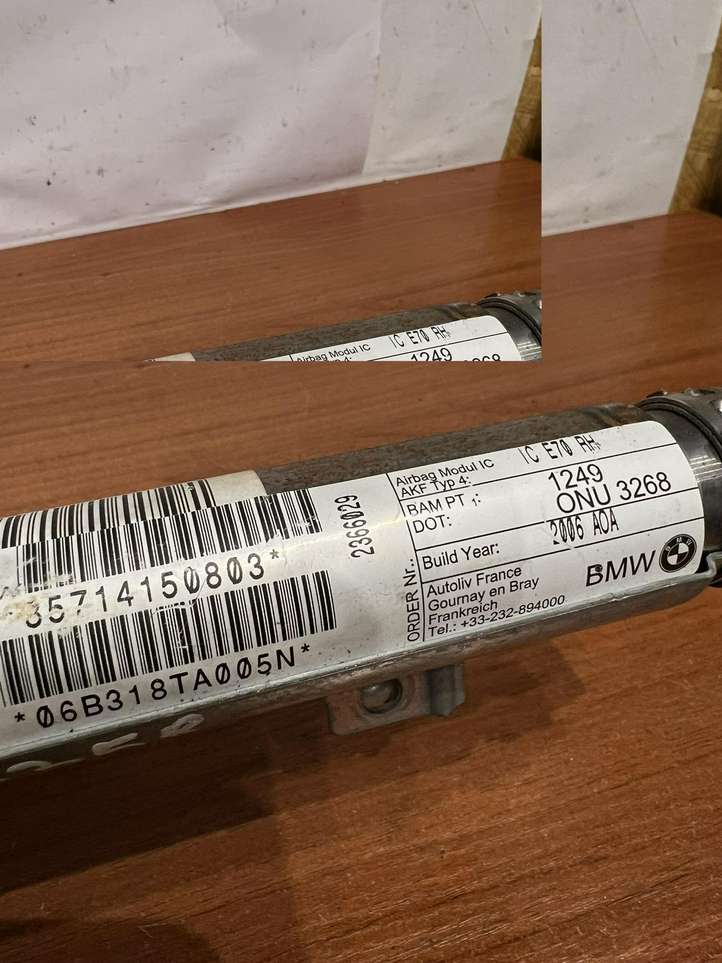 Airbag Modul IC
IC E70 RH
1249
Airbag Modul IC IC E70 RH
AKF Typ 4: 1249
BAM PT 1: ONU 3268
DOT: 2006 A0A
Build Year:
ORDER Nr.: 2366029
Autoliv France
Gournay en Bray
Frankreich
Tel.: +33-232-894000
BMW
85714150803*
*06B318TA005N*